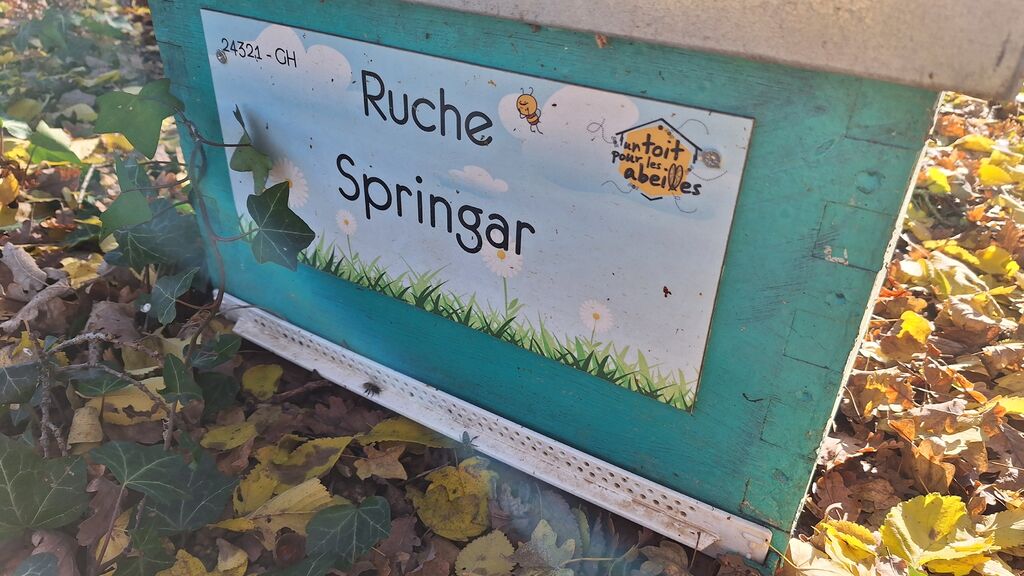 24321 - GH
Ruche
Springar
un toit
pour les
abeilles